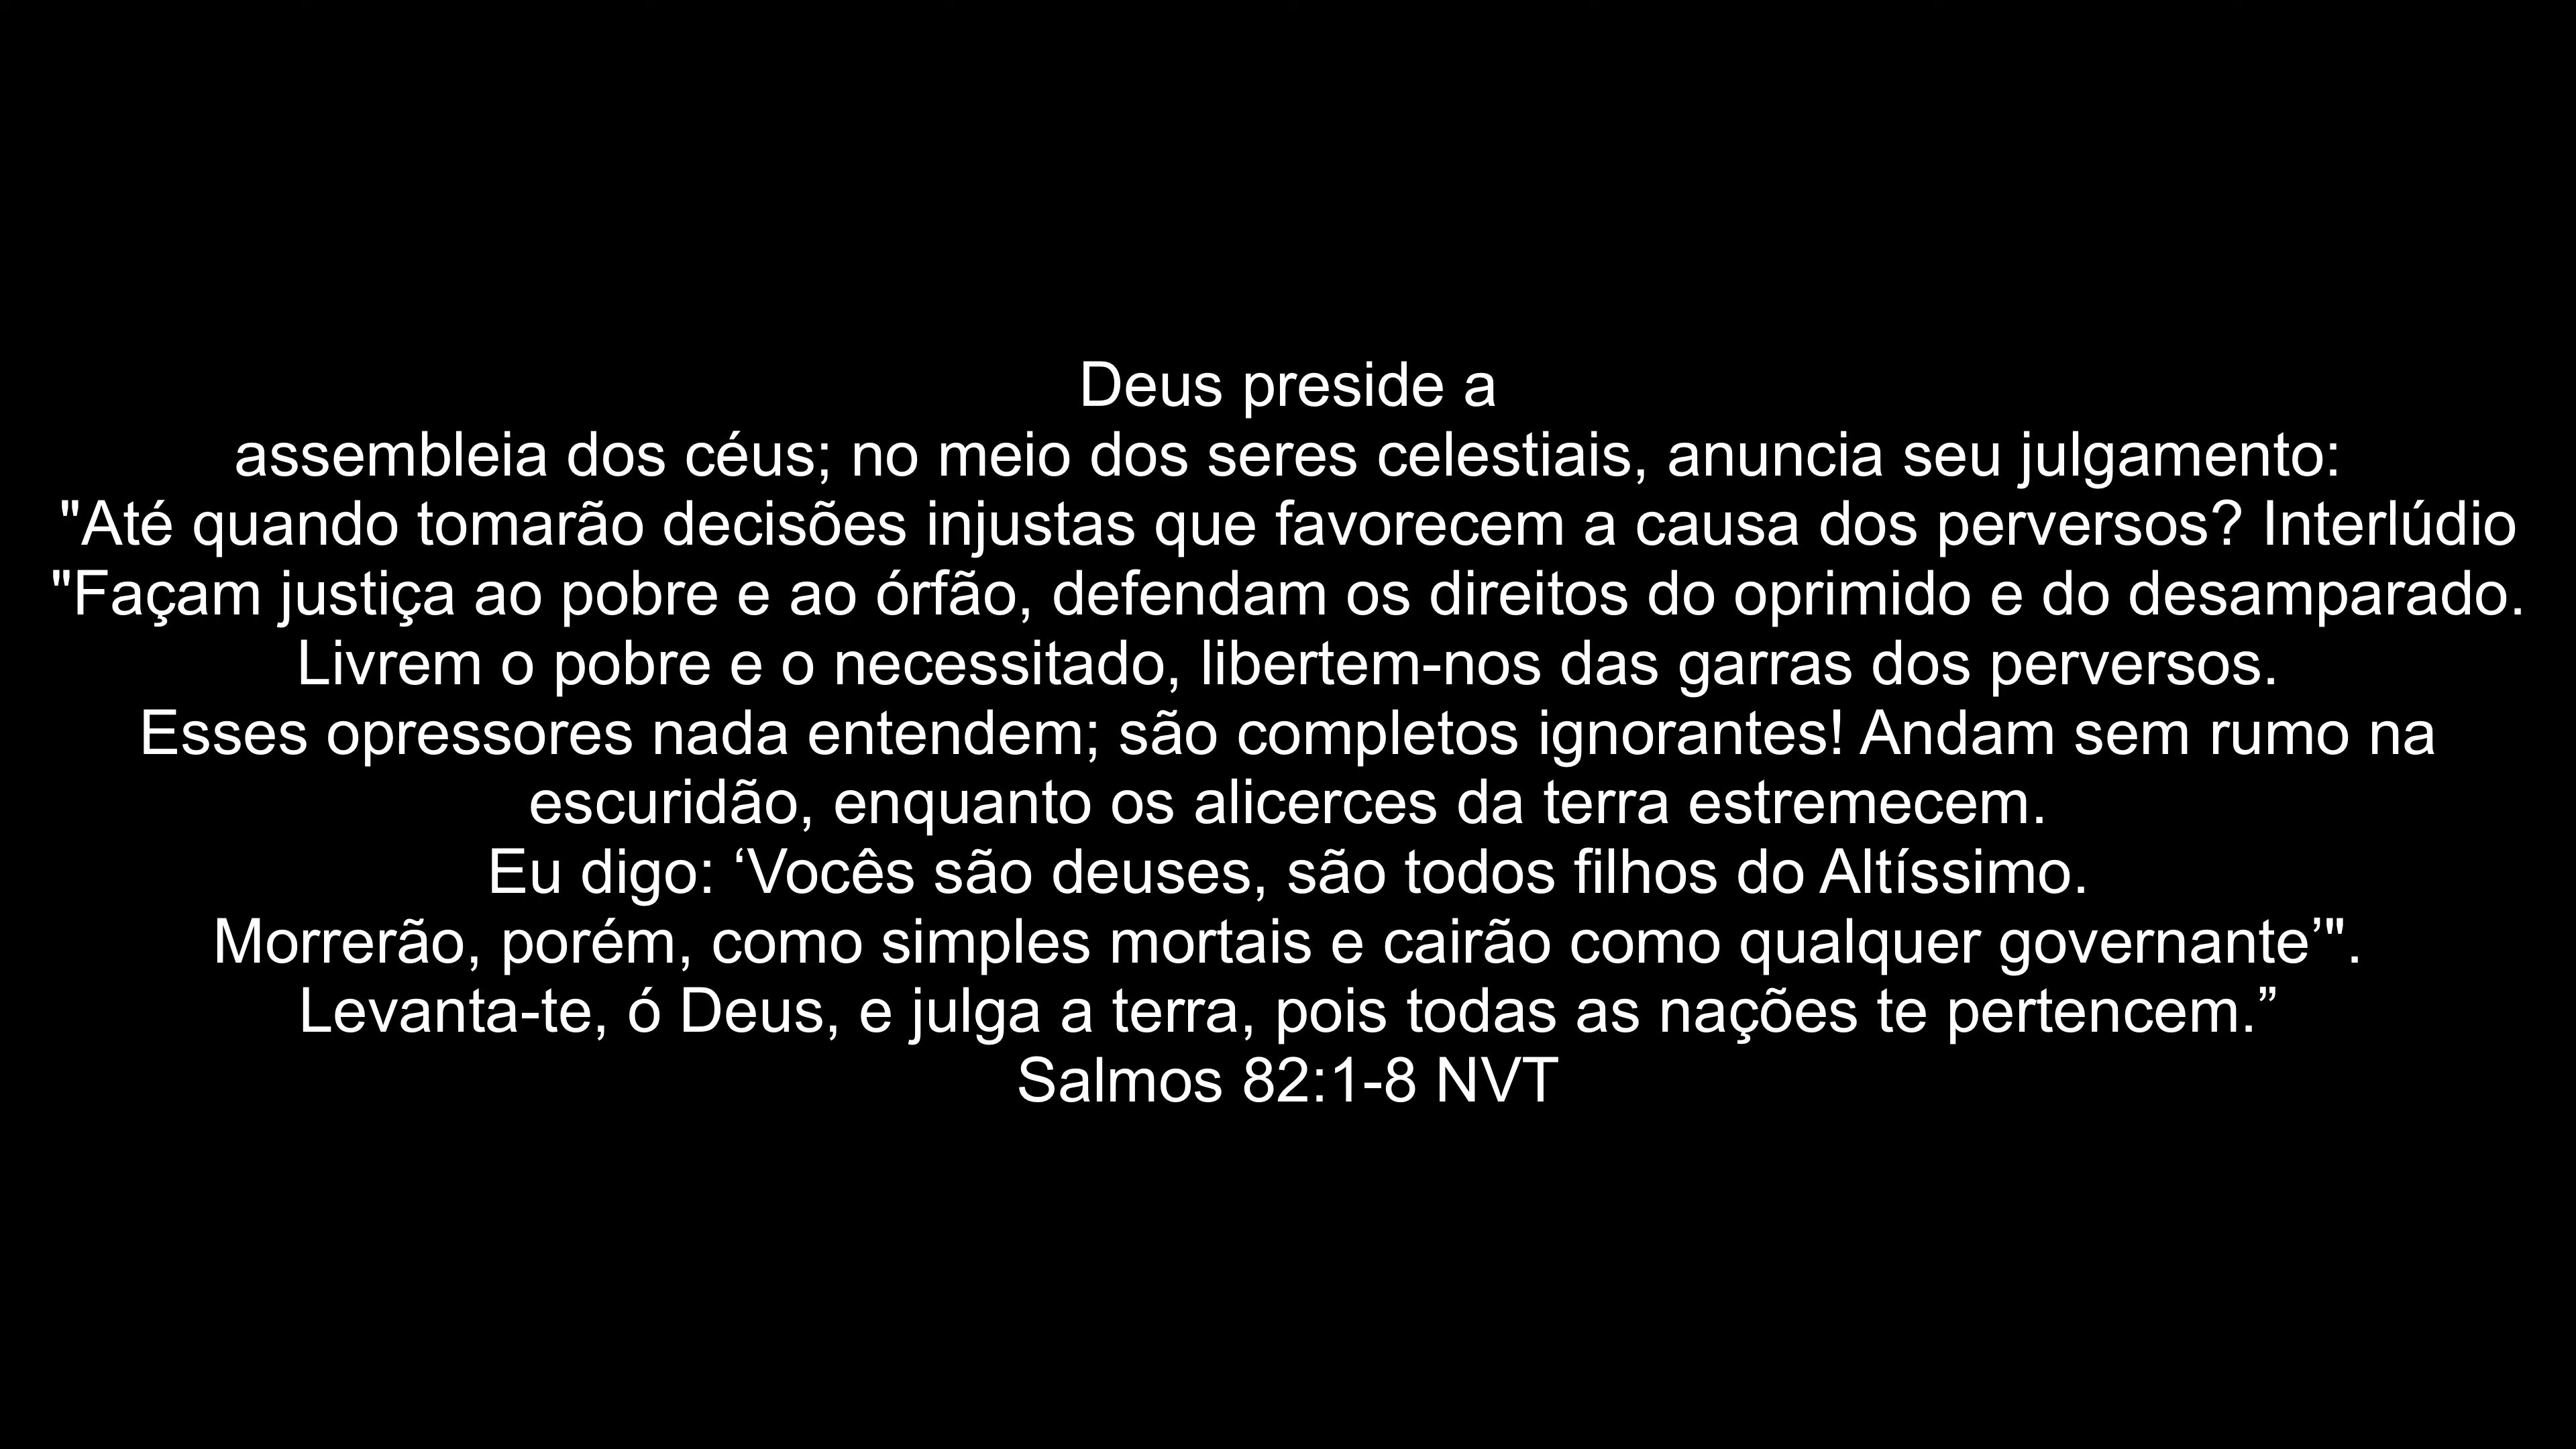 Deus preside a
assembleia dos céus; no meio dos seres celestiais, anuncia seu julgamento:
"Até quando tomarão decisões injustas que favorecem a causa dos perversos? Interlúdio
"Façam justiça ao pobre e ao órfão, defendam os direitos do oprimido e do desamparado.
Livrem o pobre e o necessitado, libertem-nos das garras dos perversos.
Esses opressores nada entendem; são completos ignorantes! Andam sem rumo na
escuridão, enquanto os alicerces da terra estremecem.
Eu digo: ‘Vocês são deuses, são todos filhos do Altíssimo.
Morrerão, porém, como simples mortais e cairão como qualquer governante’".
Levanta-te, ó Deus, e julga a terra, pois todas as nações te pertencem.”
Salmos 82:1-8 NVT